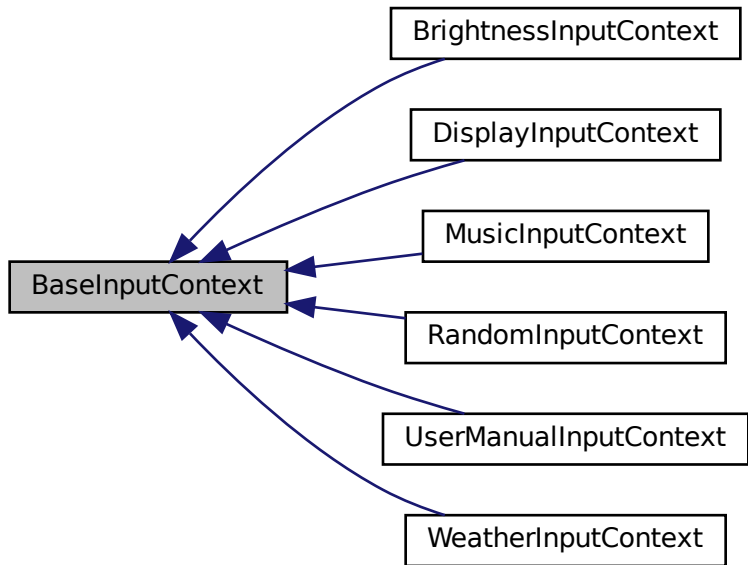 BrightnessInputContext
DisplayInputContext
MusicInputContext
BaseInputContext
RandomInputContext
UserManualInputContext
WeatherInputContext